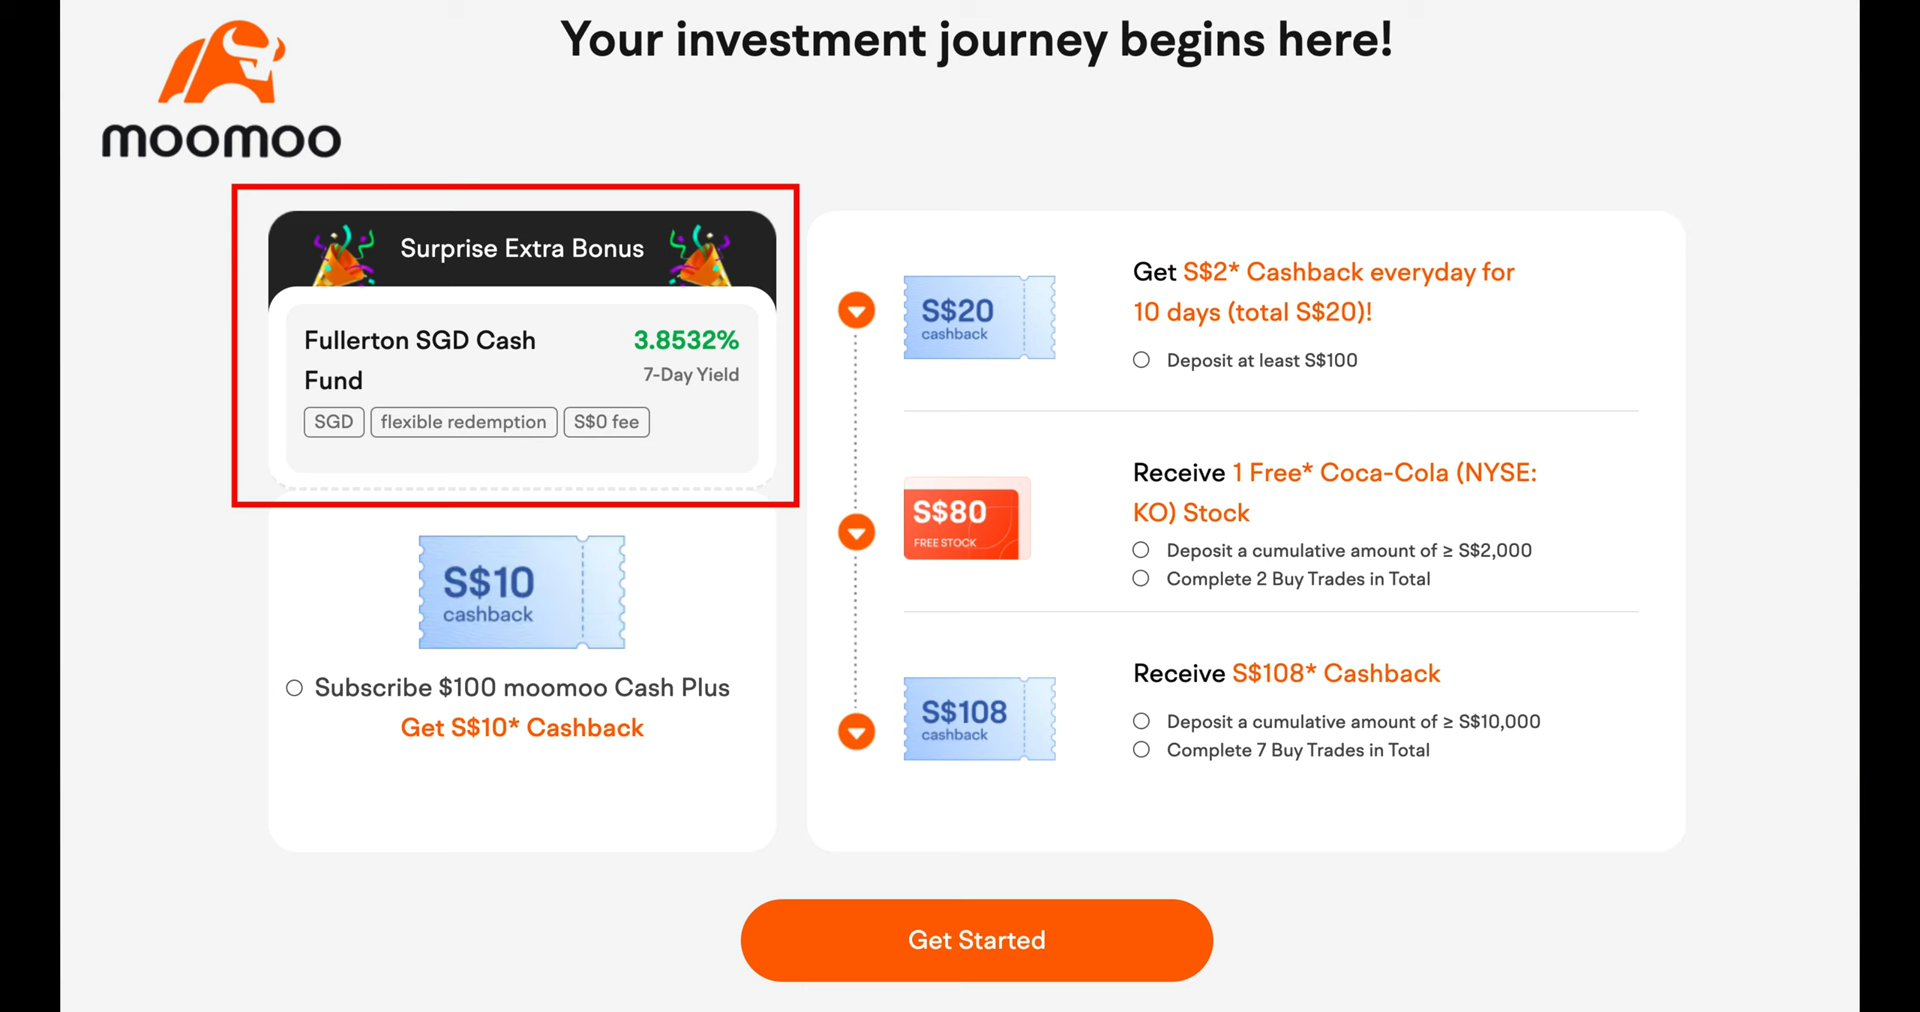 Your investment journey begins here!
moomoo
Surprise Extra Bonus
Fullerton SGD Cash
Fund
3.8532%
7-Day Yield
SGD
flexible redemption
S$0 fee
S$10
cashback
Subscribe $100 moomoo Cash Plus
Get S$10* Cashback
S$20
cashback
Get S$2* Cashback everyday for
10 days (total S$20)!
Deposit at least S$100
S$80
FREE STOCK
Receive 1 Free* Coca-Cola (NYSE:
KO) Stock
Deposit a cumulative amount of ≥ S$2,000
Complete 2 Buy Trades in Total
S$108
cashback
Receive S$108* Cashback
Deposit a cumulative amount of ≥ S$10,000
Complete 7 Buy Trades in Total
Get Started